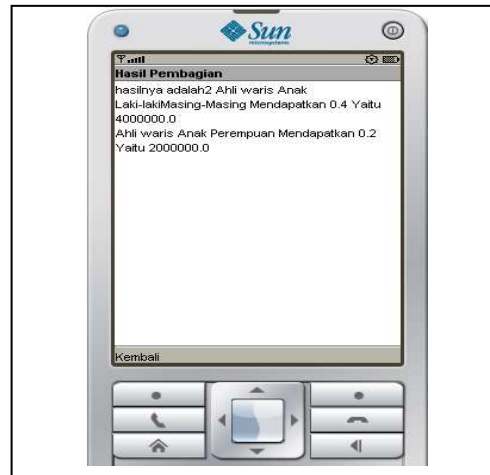 Sun
microsystems
Hasil Pembagian
hasilnya adalah2 Ahli waris Anak
Laki-lakiMasing-Masing Mendapatkan 0.4 Yaitu
4000000.0
Ahli waris Anak Perempuan Mendapatkan 0.2
Yaitu 2000000.0
Kembali